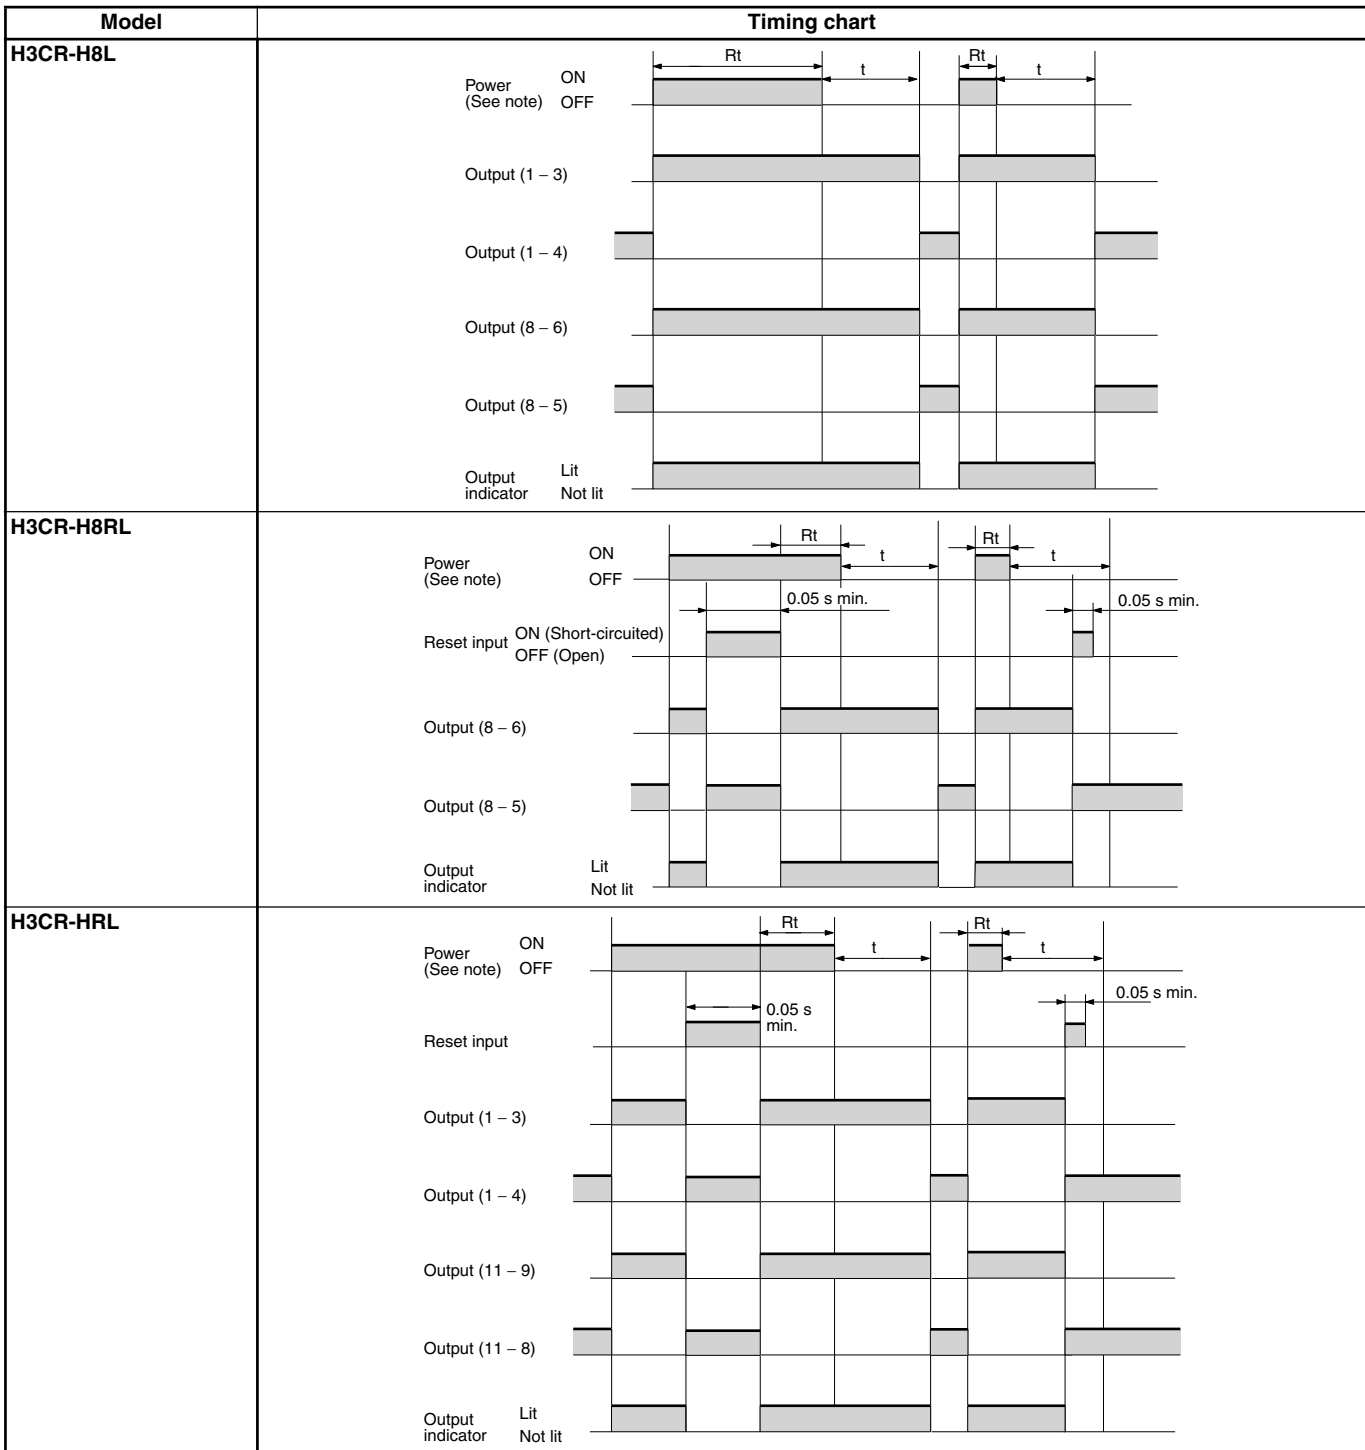 Model Timing chart
H3CR-H8L
Rt t Rt t
Power ON
(See note) OFF
Output (1 – 3)
Output (1 – 4)
Output (8 – 6)
Output (8 – 5)
Output Lit
indicator Not lit
H3CR-H8RL
Rt t Rt t
Power ON
(See note) OFF
0.05 s min. 0.05 s min.
Reset input ON (Short-circuited)
OFF (Open)
Output (8 – 6)
Output (8 – 5)
Output Lit
indicator Not lit
H3CR-HRL
Rt t Rt t
Power ON
(See note) OFF
0.05 s
min.
0.05 s min.
Reset input
Output (1 – 3)
Output (1 – 4)
Output (11 – 9)
Output (11 – 8)
Output Lit
indicator Not lit